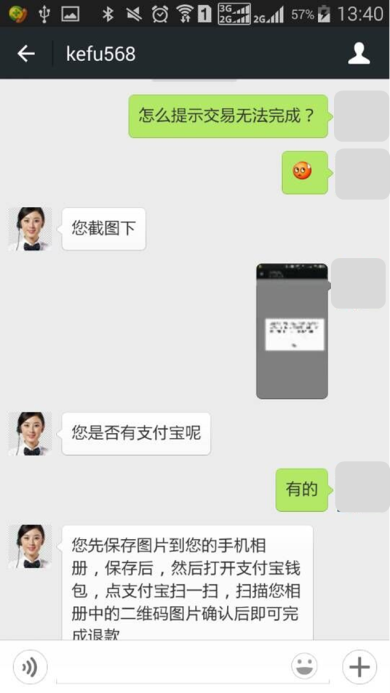 3G
2G
2G
57%
13:40
1
kefu568
怎么提示交易无法完成？
您截图下
您是否有支付宝呢
有的
您先保存图片到您的手机相
册，保存后，然后打开支付宝钱
包，点支付宝扫一扫，扫描您相
册中的二维码图片确认后即可完
成退款